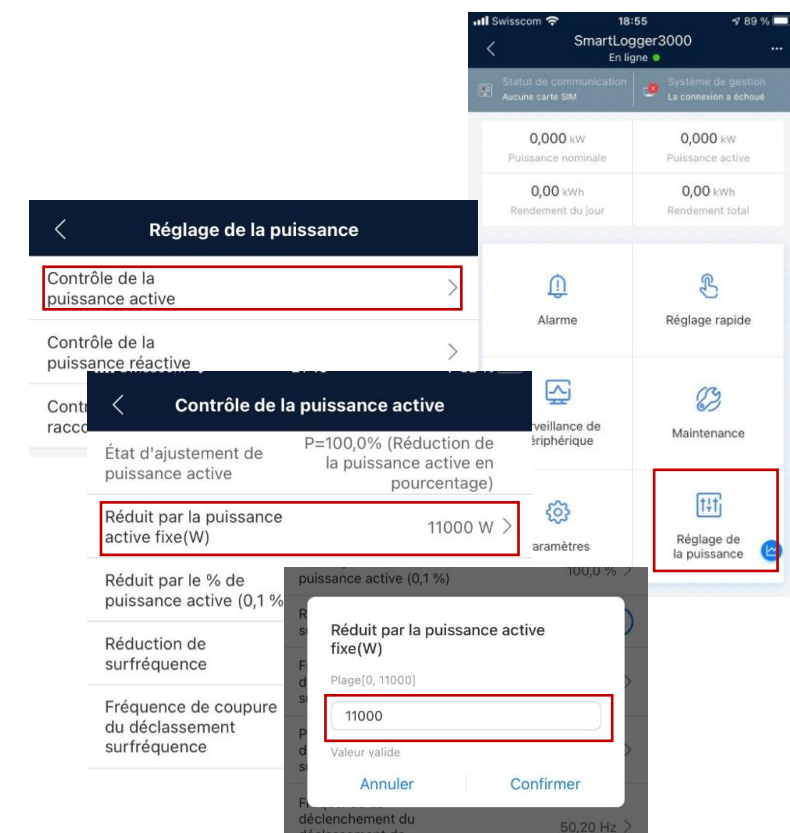 Swisscom 18:55 89 %
SmartLogger3000
En ligne
Statut de communication
Aucune carte SIM
Système de gestion
La connexion a échoué
0,000 kW
Puissance nominale
0,000 kW
Puissance active
0,00 kWh
Rendement du jour
0,00 kWh
Rendement total
Alarme
Réglage rapide
Maintenance
périphérique
Réglage de
la puissance
Réglage de la puissance
Contrôle de la
puissance active
Contrôle de la
puissance réactive
Contrôle de la puissance active
État d'ajustement de
puissance active
P=100,0% (Réduction de
la puissance active en
pourcentage)
Réduit par la puissance
active fixe(W)
11000 W
Réduit par le % de
puissance active (0,1 %
Réduction de
surfréquence
Fréquence de coupure
du déclassement
surfréquence
puissance active (0,1 %)
100,0 %
Réduit par la puissance active
fixe(W)
Plage[0, 11000]
11000
Valeur valide
Annuler
Confirmer
déclenchement du
50,20 Hz